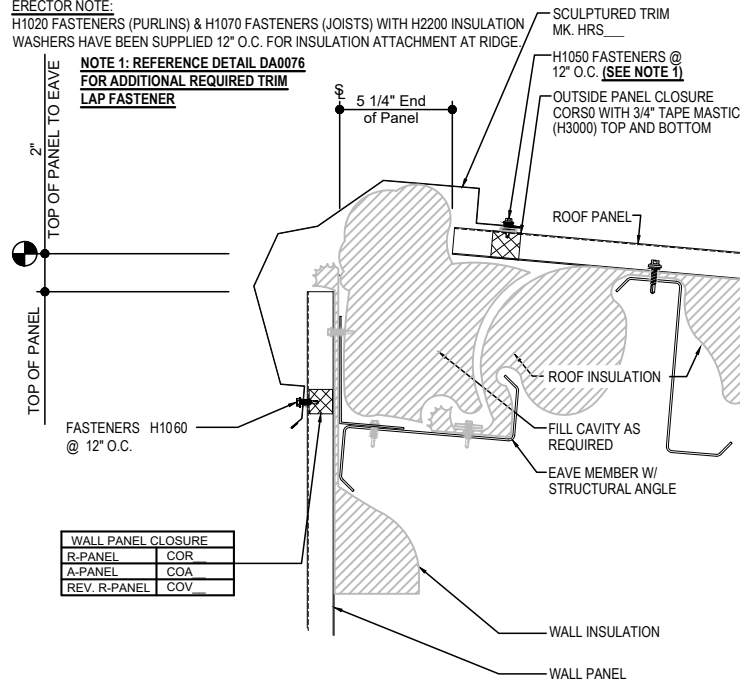 ERECTOR NOTE:
H1020 FASTENERS (PURLINS) & H1070 FASTENERS (JOISTS) WITH H2200 INSULATION
WASHERS HAVE BEEN SUPPLIED 12" O.C. FOR INSULATION ATTACHMENT AT RIDGE.
NOTE 1: REFERENCE DETAIL DA0076
FOR ADDITIONAL REQUIRED TRIM
LAP FASTENER
SCULPTURED TRIM
MK. HRS___
H1050 FASTENERS @
12" O.C. (SEE NOTE 1)
OUTSIDE PANEL CLOSURE
CORS0 WITH 3/4" TAPE MASTIC
(H3000) TOP AND BOTTOM
5 1/4" End
of Panel
2"
TOP OF PANEL TO EAVE
TOP OF PANEL
ROOF PANEL
ROOF INSULATION
FILL CAVITY AS
REQUIRED
EAVE MEMBER W/
STRUCTURAL ANGLE
FASTENERS H1060
@ 12" O.C.
WALL PANEL CLOSURE
R-PANEL COR__
A-PANEL COA__
REV. R-PANEL COV__
WALL INSULATION
WALL PANEL